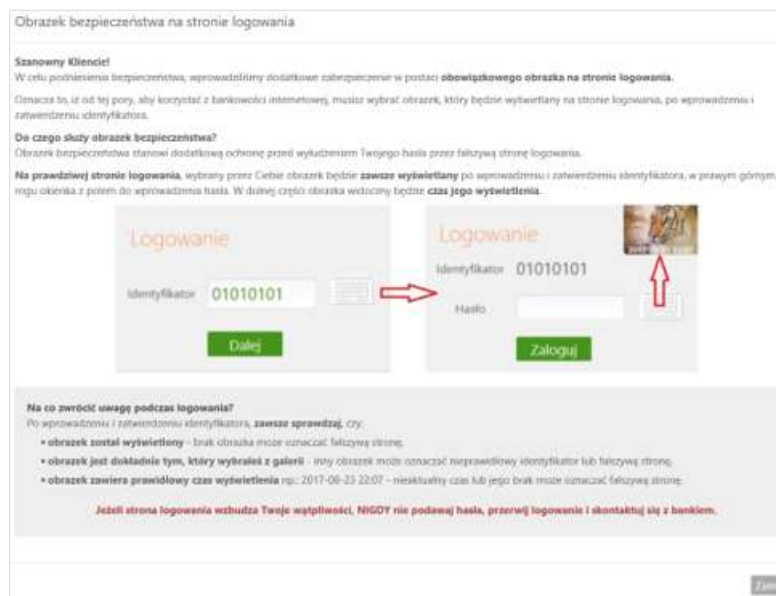 Obrazek bezpieczeństwa na stronie logowania
Szanowny Kliencie!
W celu podniesienia bezpieczeństwa, wprowadziliśmy dodatkowe zabezpieczenie w postaci obowiązkowego obrazka na stronie logowania.
Oznacza to, iż od tej pory, aby korzystać z bankowości internetowej, musisz wybrać obrazek, który będzie wyświetlany na stronie logowania, po wprowadzeniu i
zatwierdzeniu identyfikatora.
Do czego służy obrazek bezpieczeństwa?
Obrazek bezpieczeństwa stanowi dodatkową ochronę przed wyłudzeniem Twojego hasła przez fałszywą stronę logowania.
Na prawdziwej stronie logowania, wybrany przez Ciebie obrazek będzie zawsze wyświetlany po wprowadzeniu i zatwierdzeniu identyfikatora, w prawym górnym
rogu okienka z polem do wprowadzenia hasła. W dolnej części obrazka widoczny będzie czas jego wyświetlenia.
Logowanie
Identyfikator 01010101
Dalej
Logowanie
Identyfikator 01010101
Hasło
Zaloguj
Na co zwrócić uwagę podczas logowania?
Po wprowadzeniu i zatwierdzeniu identyfikatora, zawsze sprawdzaj, czy:
• obrazek został wyświetlony - brak obrazka może oznaczać fałszywą stronę,
• obrazek jest dokładnie tym, który wybrałeś z galerii - inny obrazek może oznaczać nieprawidłowy identyfikator lub fałszywą stronę,
• obrazek zawiera prawidłowy czas wyświetlenia np.: 2017-08-23 22:07 - nieaktualny czas lub jego brak może oznaczać fałszywą stronę.
Jeżeli strona logowania wzbudza Twoje wątpliwości, NIGDY nie podawaj hasła, przerwij logowanie i skontaktuj się z bankiem.